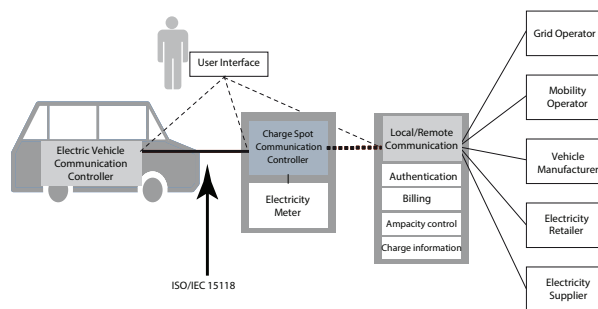 User Interface
Electric Vehicle
Communication
Controller
Charge Spot
Communication
Controller
Electricity
Meter
Local/Remote
Communication
Authentication
Billing
Ampacity control
Charge information
Grid Operator
Mobility
Operator
Vehicle
Manufacturer
Electricity
Retailer
Electricity
Supplier
ISO/IEC 15118